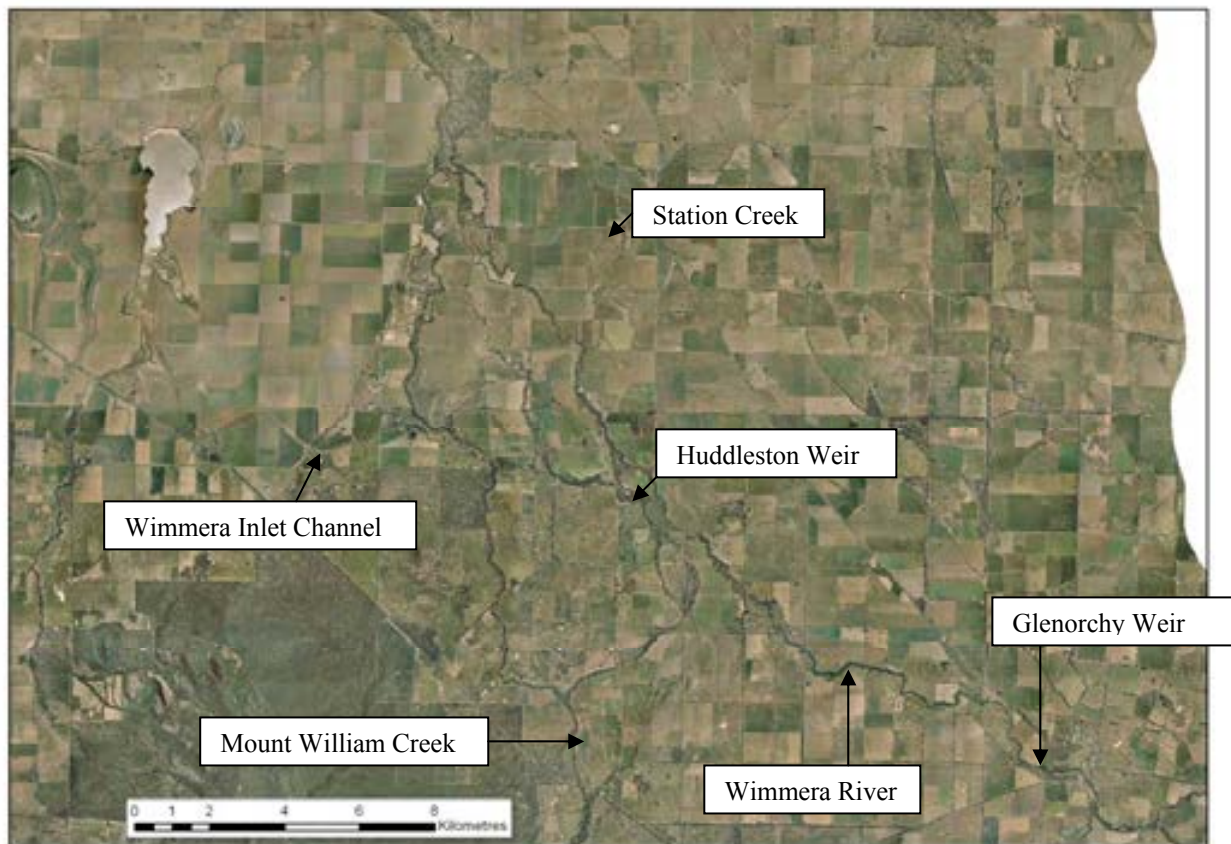 Station Creek
Huddleston Weir
Wimmera Inlet Channel
Glenorchy Weir
Mount William Creek
Wimmera River
0 1 2 4 6 8
Kilometres